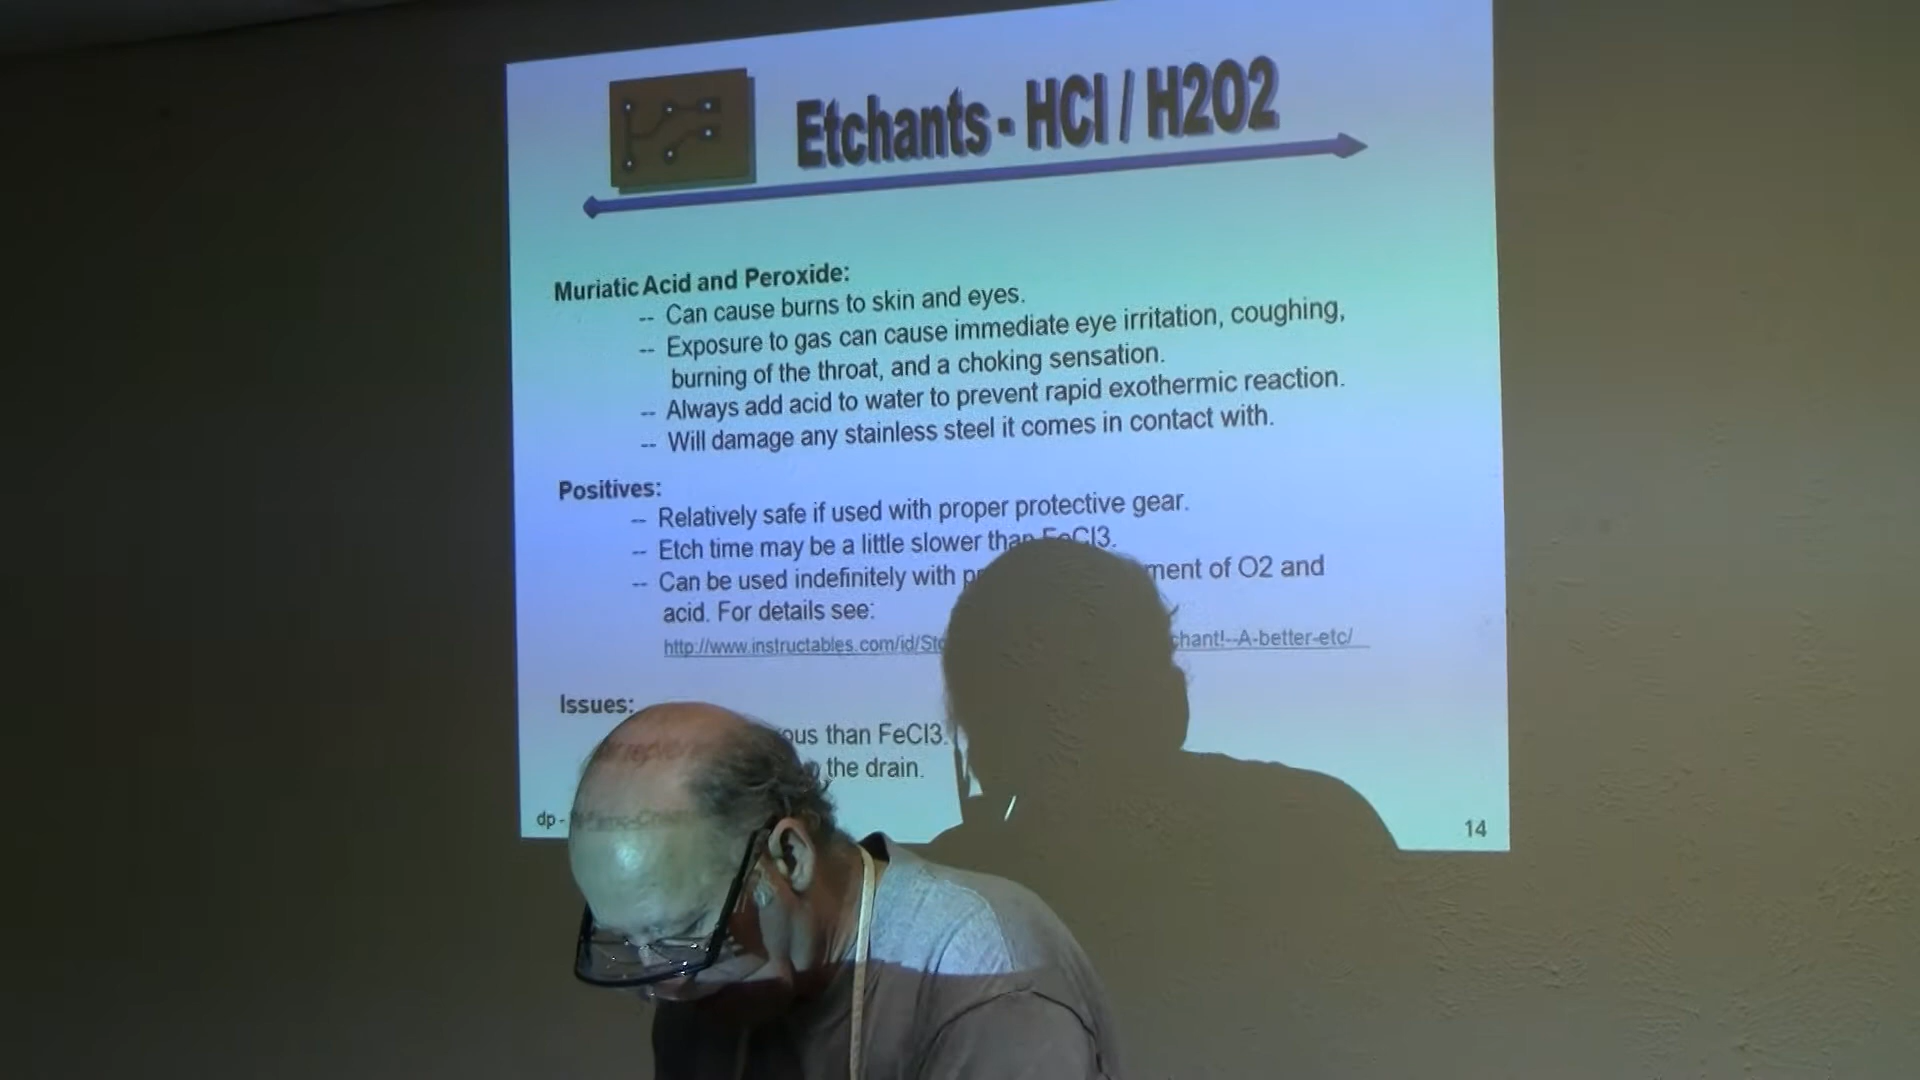 Etchants - HCl / H2O2
Muriatic Acid and Peroxide:
-- Can cause burns to skin and eyes.
-- Exposure to gas can cause immediate eye irritation, coughing,
burning of the throat, and a choking sensation.
-- Always add acid to water to prevent rapid exothermic reaction.
-- Will damage any stainless steel it comes in contact with.
Positives:
-- Relatively safe if used with proper protective gear.
-- Etch time may be a little slower than FeCl3.
-- Can be used indefinitely with of O2 and
acid. For details see:
http://www.instructables.com/id/Sto chant!--A-better-etc/
Issues:
than FeCl3.
the drain.
dp - 14